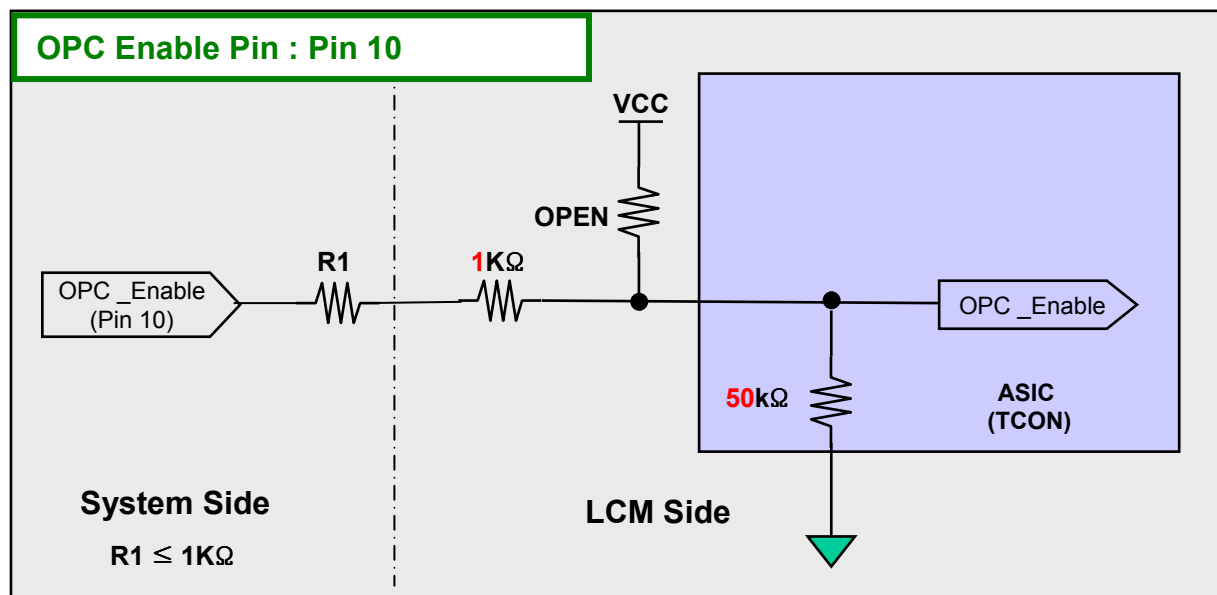 OPC Enable Pin : Pin 10
VCC
OPEN
R1
1KΩ
OPC _Enable
(Pin 10)
OPC _Enable
50kΩ
ASIC
(TCON)
System Side
LCM Side
R1 ≤ 1KΩ